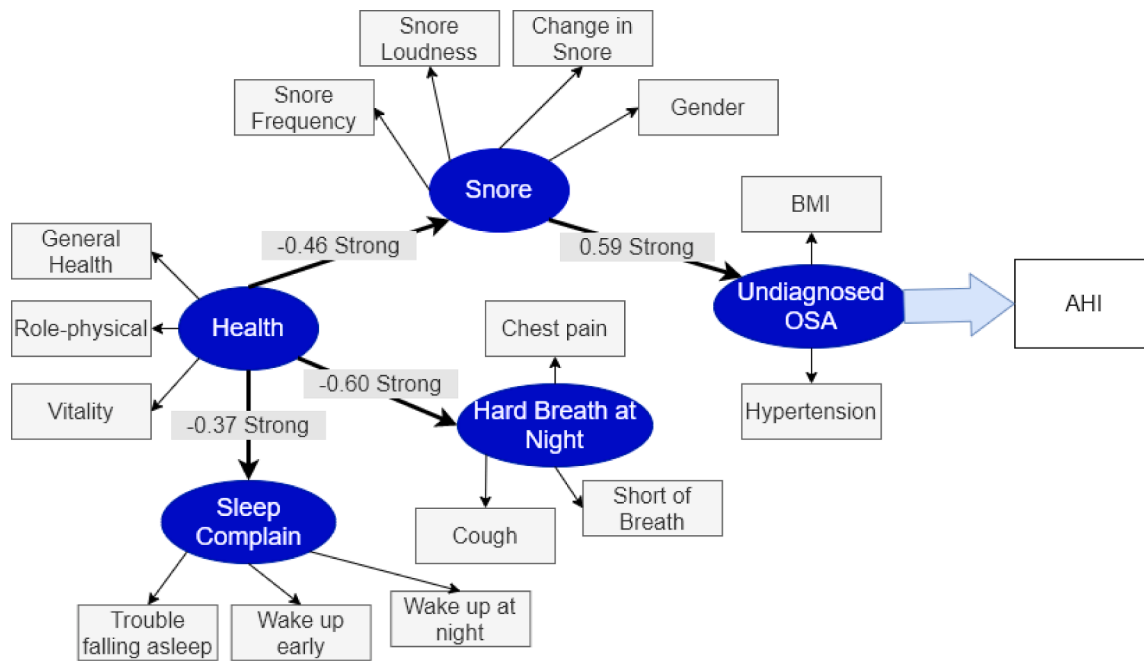 Snore
Loudness
Change in
Snore
Snore
Frequency
Gender
Snore
BMI
General
Health
-0.46 Strong
0.59 Strong
Undiagnosed
OSA
AHI
Role-physical
Health
Chest pain
Vitality
-0.60 Strong
-0.37 Strong
Hard Breath at
Night
Hypertension
Sleep
Complain
Short of
Breath
Cough
Trouble
falling asleep
Wake up
early
Wake up at
night